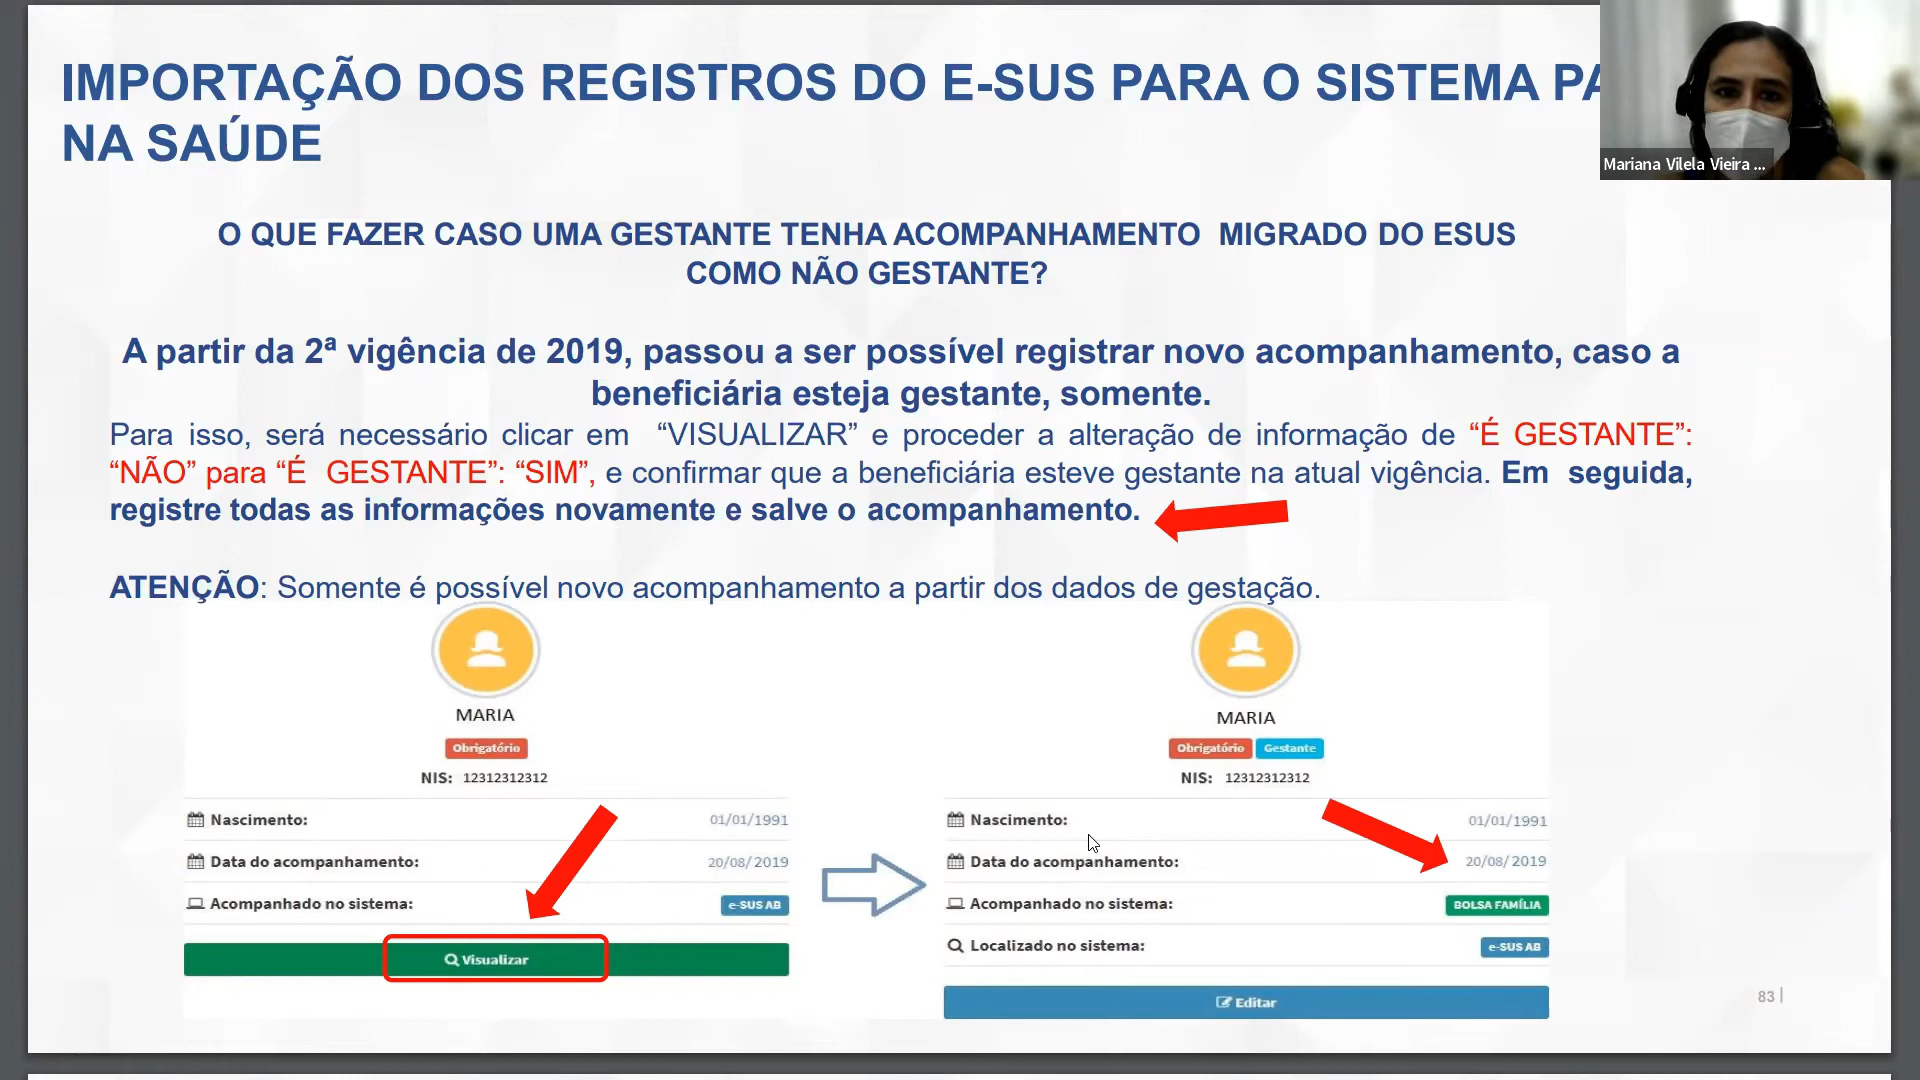 IMPORTAÇÃO DOS REGISTROS DO E-SUS PARA O SISTEMA
NA SAÚDE
Mariana Vilela Vieira ...
O QUE FAZER CASO UMA GESTANTE TENHA ACOMPANHAMENTO MIGRADO DO ESUS
COMO NÃO GESTANTE?
A partir da 2ª vigência de 2019, passou a ser possível registrar novo acompanhamento, caso a
beneficiária esteja gestante, somente.
Para isso, será necessário clicar em “VISUALIZAR” e proceder a alteração de informação de “É GESTANTE”:
“NÃO” para “É GESTANTE”: “SIM”, e confirmar que a beneficiária esteve gestante na atual vigência. Em seguida,
registre todas as informações novamente e salve o acompanhamento.
ATENÇÃO: Somente é possível novo acompanhamento a partir dos dados de gestação.
MARIA
Obrigatório
NIS: 12312312312
Nascimento: 01/01/1991
Data do acompanhamento: 20/08/2019
Acompanhado no sistema: e-SUS AB
Visualizar
MARIA
Obrigatório Gestante
NIS: 12312312312
Nascimento: 01/01/1991
Data do acompanhamento: 20/08/2019
Acompanhado no sistema: BOLSA FAMÍLIA
Localizado no sistema: e-SUS AB
Editar
83 |